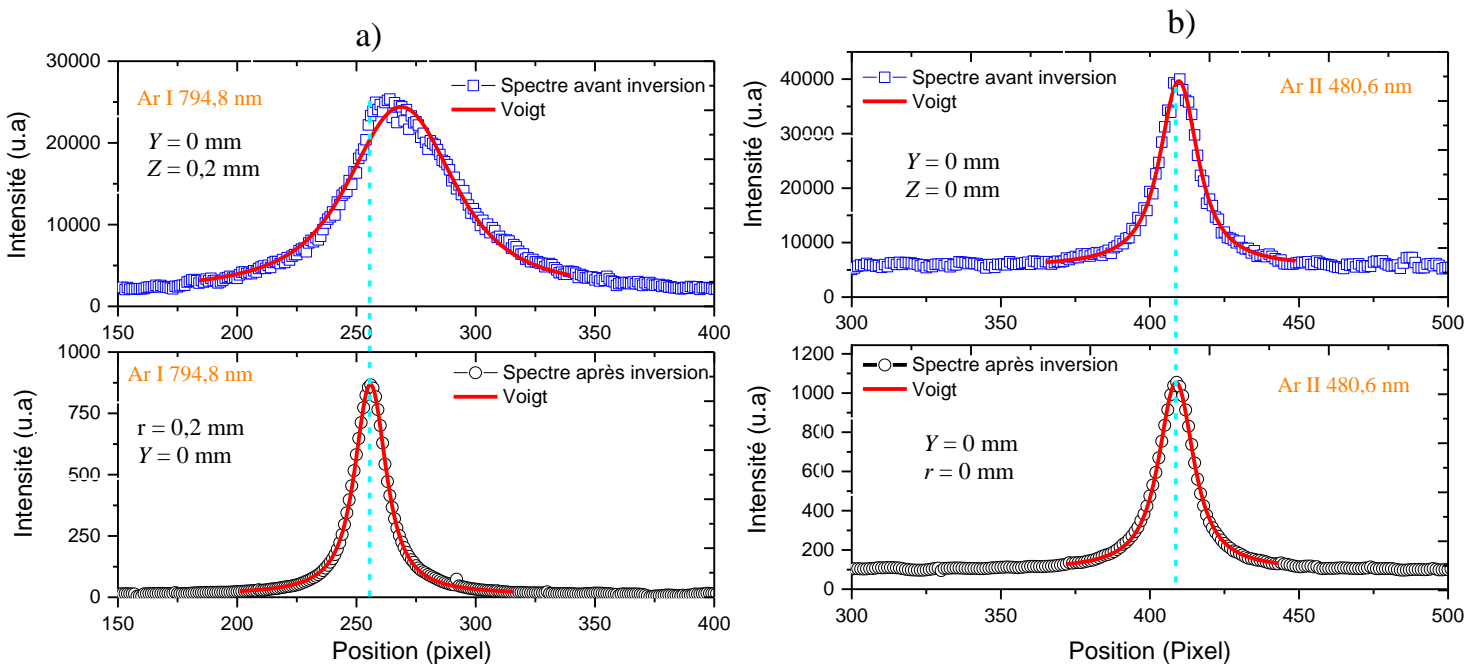 a)
30000
20000
10000
0
Intensité (u.a)
Ar I 794,8 nm
Y = 0 mm
Z = 0,2 mm
Spectre avant inversion
Voigt
150 200 250 300 350 400
1000
750
500
250
0
Intensité (u.a)
Ar I 794,8 nm
r = 0,2 mm
Y = 0 mm
Spectre après inversion
Voigt
150 200 250 300 350 400
Position (pixel)
b)
40000
30000
20000
10000
0
Intensité (u.a)
Spectre avant inversion
Voigt
Ar II 480,6 nm
Y = 0 mm
Z = 0 mm
300 350 400 450 500
1200
1000
800
600
400
200
0
Intensité (u.a)
Spectre après inversion
Voigt
Ar II 480,6 nm
Y = 0 mm
r = 0 mm
300 350 400 450 500
Position (Pixel)